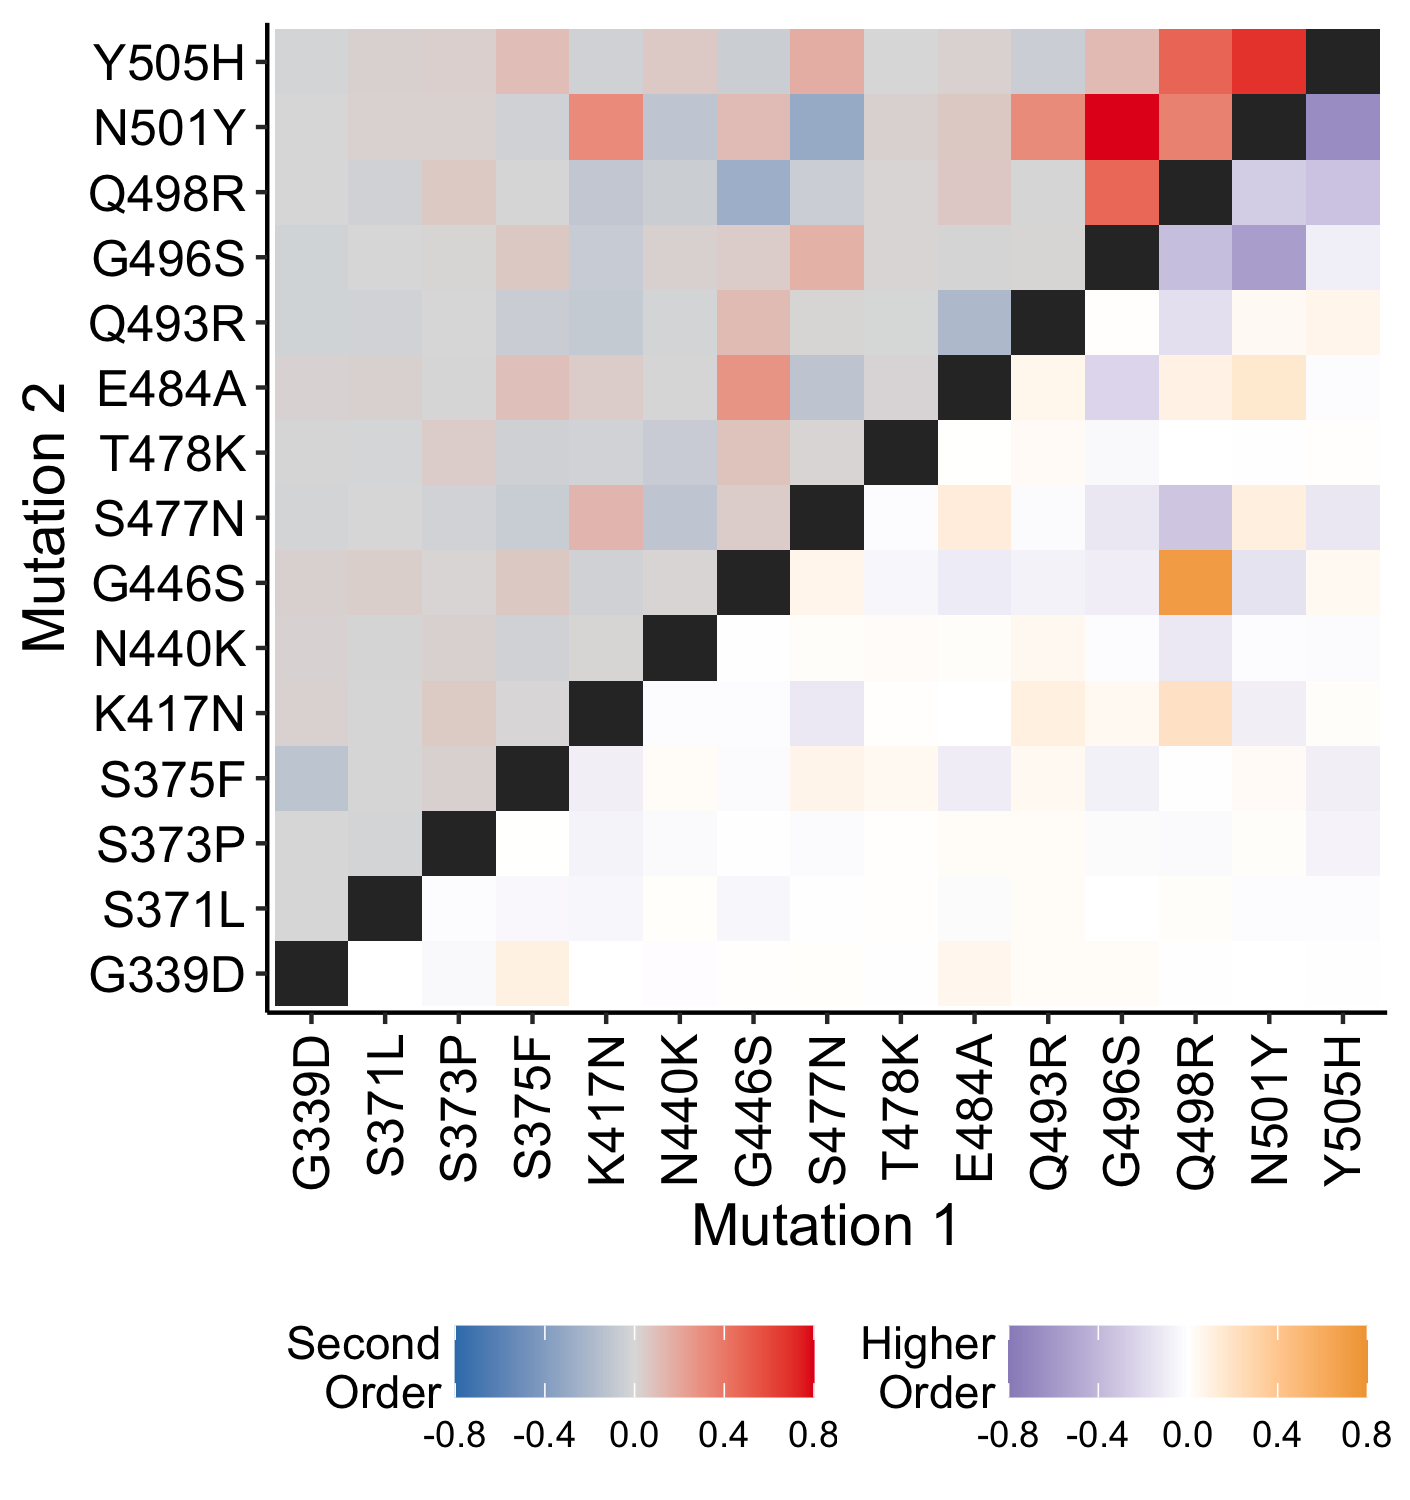 Y505H
N501Y
Q498R
G496S
Q493R
E484A
T478K
S477N
G446S
N440K
K417N
S375F
S373P
S371L
G339D
Mutation 2
G339D
S371L
S373P
S375F
K417N
N440K
G446S
S477N
T478K
E484A
Q493R
G496S
Q498R
N501Y
Y505H
Mutation 1
Second
Order
-0.8 -0.4 0.0 0.4 0.8
Higher
Order
-0.8 -0.4 0.0 0.4 0.8